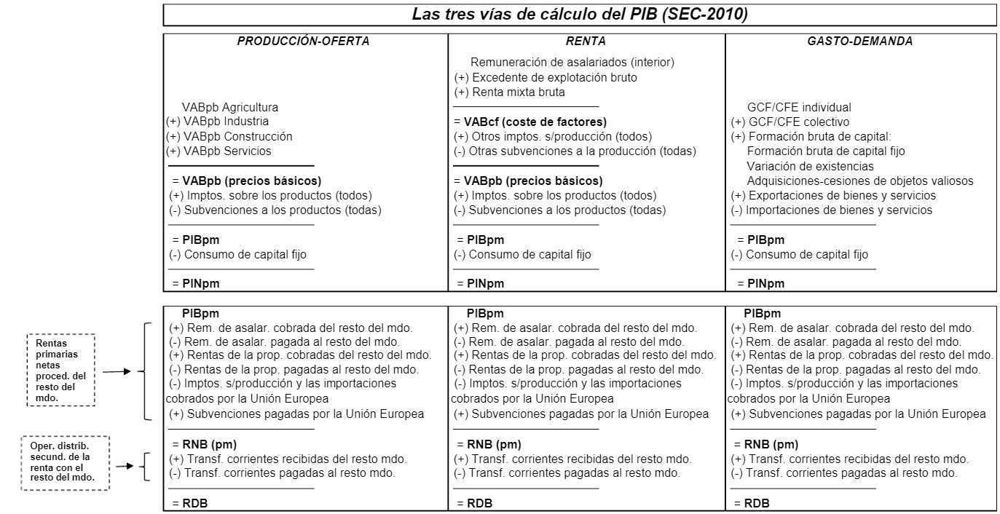 Las tres vías de cálculo del PIB (SEC-2010)
PRODUCCIÓN-OFERTA
VABpb Agricultura
(+) VABpb Industria
(+) VABpb Construcción
(+) VABpb Servicios
= VABpb (precios básicos)
(+) Imptos. sobre los productos (todos)
(-) Subvenciones a los productos (todas)
= PIBpm
(-) Consumo de capital fijo
= PINpm
RENTA
Remuneración de asalariados (interior)
(+) Excedente de explotación bruto
(+) Renta mixta bruta
= VABcf (coste de factores)
(+) Otros imptos. s/producción (todos)
(-) Otras subvenciones a la producción (todas)
= VABpb (precios básicos)
(+) Imptos. sobre los productos (todos)
(-) Subvenciones a los productos (todas)
= PIBpm
(-) Consumo de capital fijo
= PINpm
GASTO-DEMANDA
GCF/CFE individual
(+) GCF/CFE colectivo
(+) Formación bruta de capital:
Formación bruta de capital fijo
Variación de existencias
Adquisiciones-cesiones de objetos valiosos
(+) Exportaciones de bienes y servicios
(-) Importaciones de bienes y servicios
= PIBpm
(-) Consumo de capital fijo
= PINpm
Rentas
primarias
netas
proced. del
resto del
mdo.
Oper. distrib.
secund. de la
renta con el
resto del mdo.
PIBpm
(+) Rem. de asalar. cobrada del resto del mdo.
(-) Rem. de asalar. pagada al resto del mdo.
(+) Rentas de la prop. cobradas del resto del mdo.
(-) Rentas de la prop. pagadas al resto del mdo.
(-) Imptos. s/producción y las importaciones
cobrados por la Unión Europea
(+) Subvenciones pagadas por la Unión Europea
= RNB (pm)
(+) Transf. corrientes recibidas del resto mdo.
(-) Transf. corrientes pagadas al resto mdo.
= RDB
PIBpm
(+) Rem. de asalar. cobrada del resto del mdo.
(-) Rem. de asalar. pagada al resto del mdo.
(+) Rentas de la prop. cobradas del resto del mdo.
(-) Rentas de la prop. pagadas al resto del mdo.
(-) Imptos. s/producción y las importaciones
cobrados por la Unión Europea
(+) Subvenciones pagadas por la Unión Europea
= RNB (pm)
(+) Transf. corrientes recibidas del resto mdo.
(-) Transf. corrientes pagadas al resto mdo.
= RDB
PIBpm
(+) Rem. de asalar. cobrada del resto del mdo.
(-) Rem. de asalar. pagada al resto del mdo.
(+) Rentas de la prop. cobradas del resto del mdo.
(-) Rentas de la prop. pagadas al resto del mdo.
(-) Imptos. s/producción y las importaciones
cobrados por la Unión Europea
(+) Subvenciones pagadas por la Unión Europea
= RNB (pm)
(+) Transf. corrientes recibidas del resto mdo.
(-) Transf. corrientes pagadas al resto mdo.
= RDB